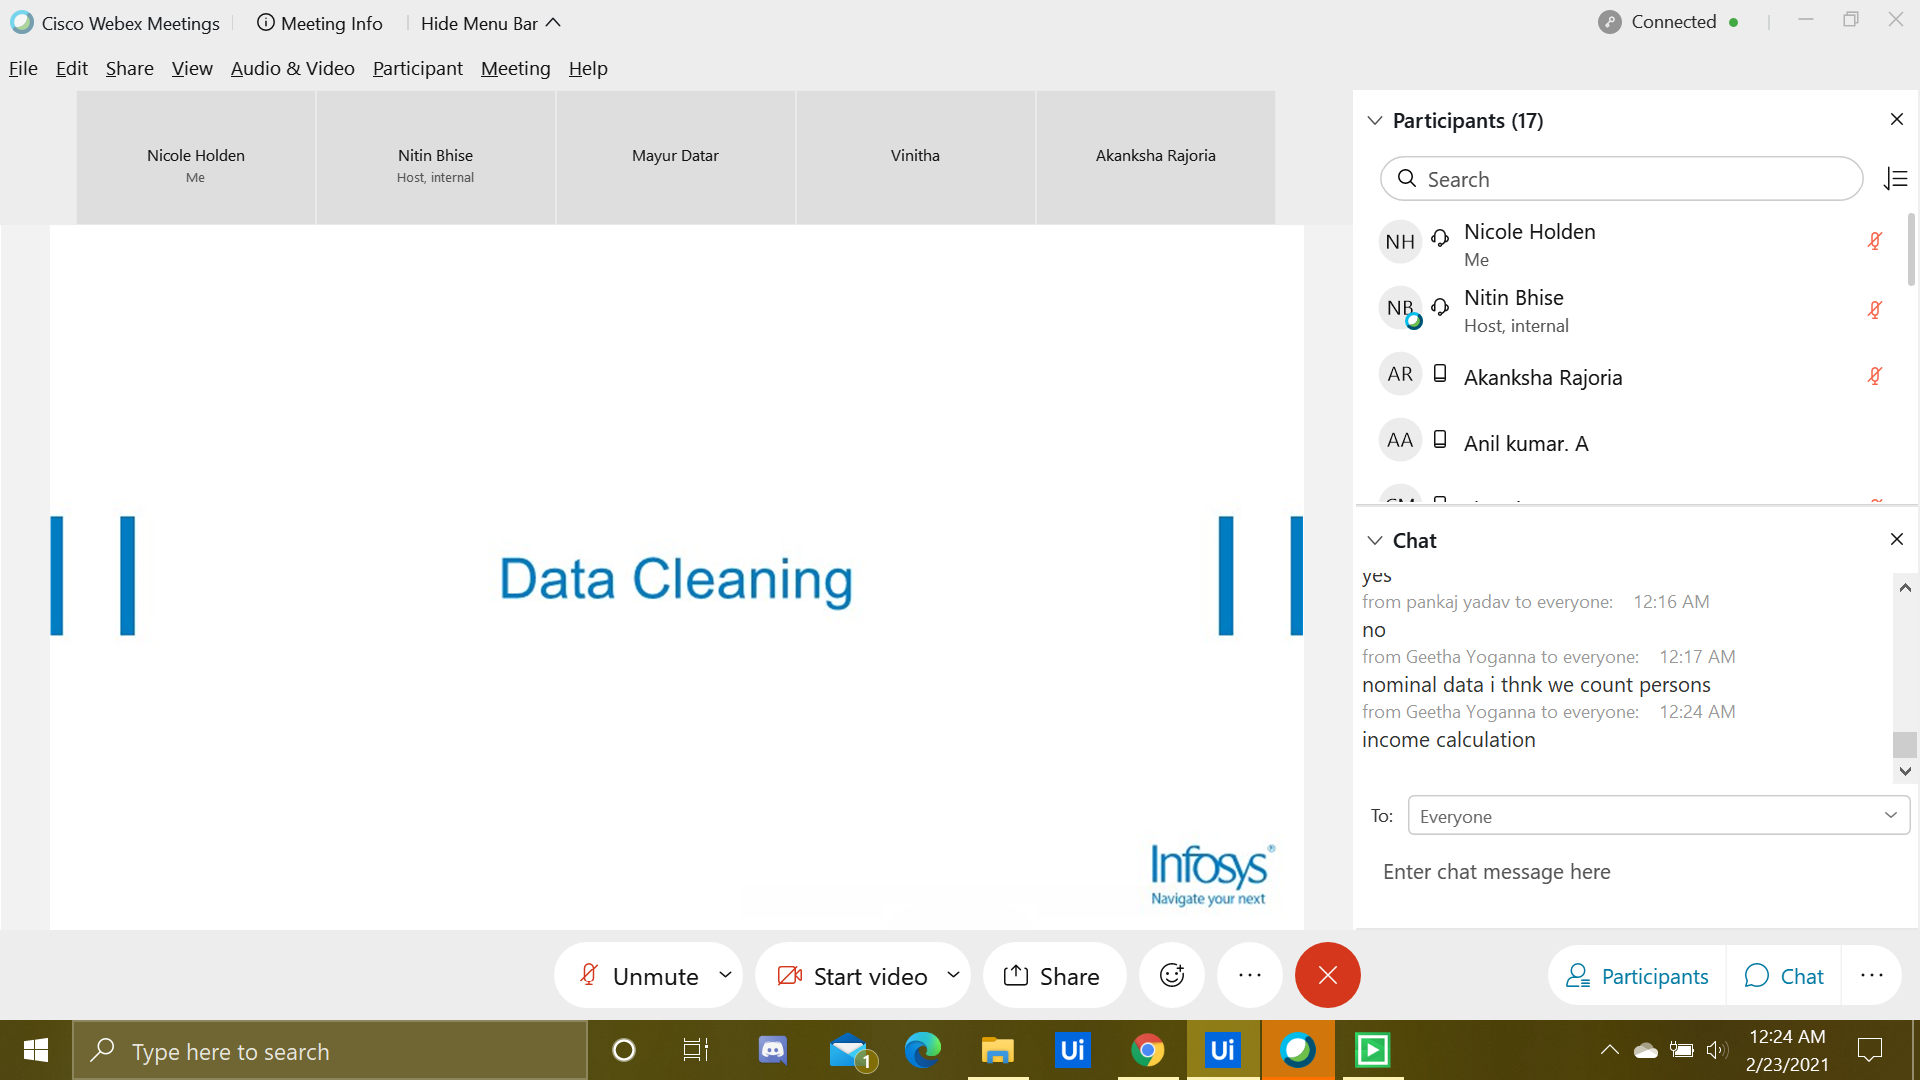 Cisco Webex Meetings
Meeting Info
Hide Menu Bar
Connected
File Edit Share View Audio & Video Participant Meeting Help
Nicole Holden
Me
Nitin Bhise
Host, internal
Mayur Datar
Vinitha
Akanksha Rajoria
Data Cleaning
Infosys®
Navigate your next
Participants (17)
Search
NH
Nicole Holden
Me
NB
Nitin Bhise
Host, internal
AR
Akanksha Rajoria
AA
Anil kumar. A
Chat
yes
from pankaj yadav to everyone: 12:16 AM
no
from Geetha Yoganna to everyone: 12:17 AM
nominal data i thnk we count persons
from Geetha Yoganna to everyone: 12:24 AM
income calculation
To: Everyone
Enter chat message here
Unmute
Start video
Share
Participants
Chat
Type here to search
1
Ui
Ui
12:24 AM
2/23/2021